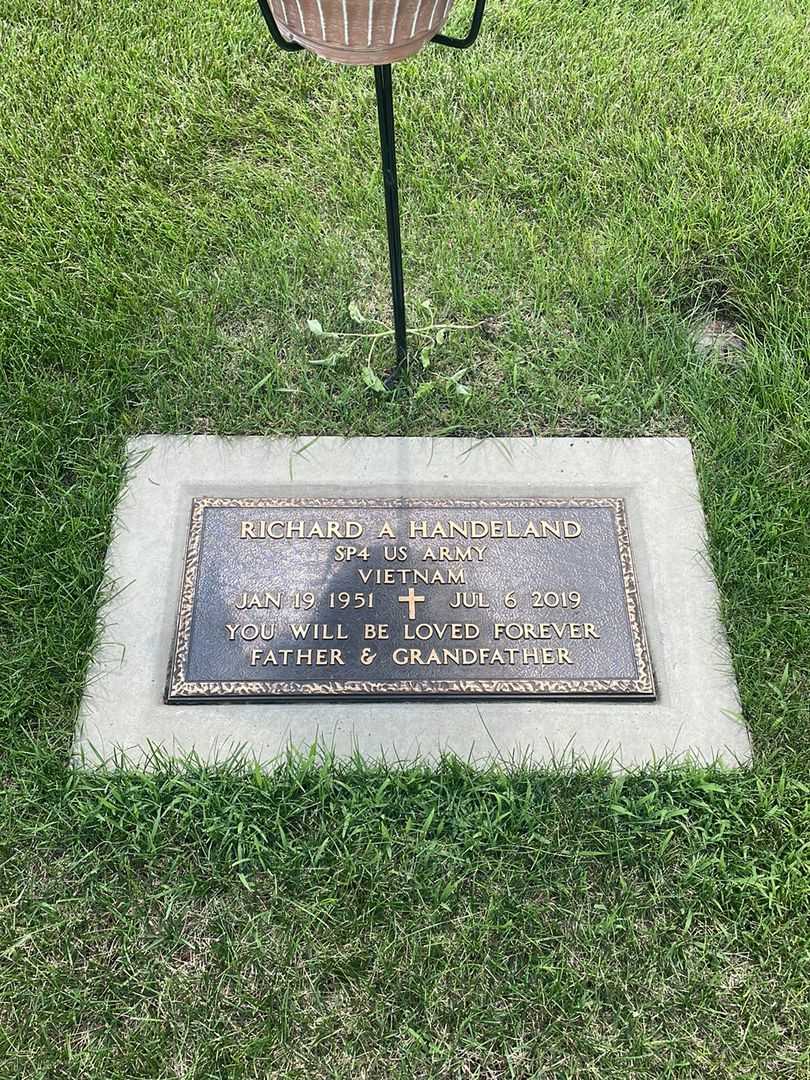 RICHARD A HANDELAND
SP4 US ARMY
VIETNAM
JAN 19 1951 JUL 6 2019
YOU WILL BE LOVED FOREVER
FATHER & GRANDFATHER